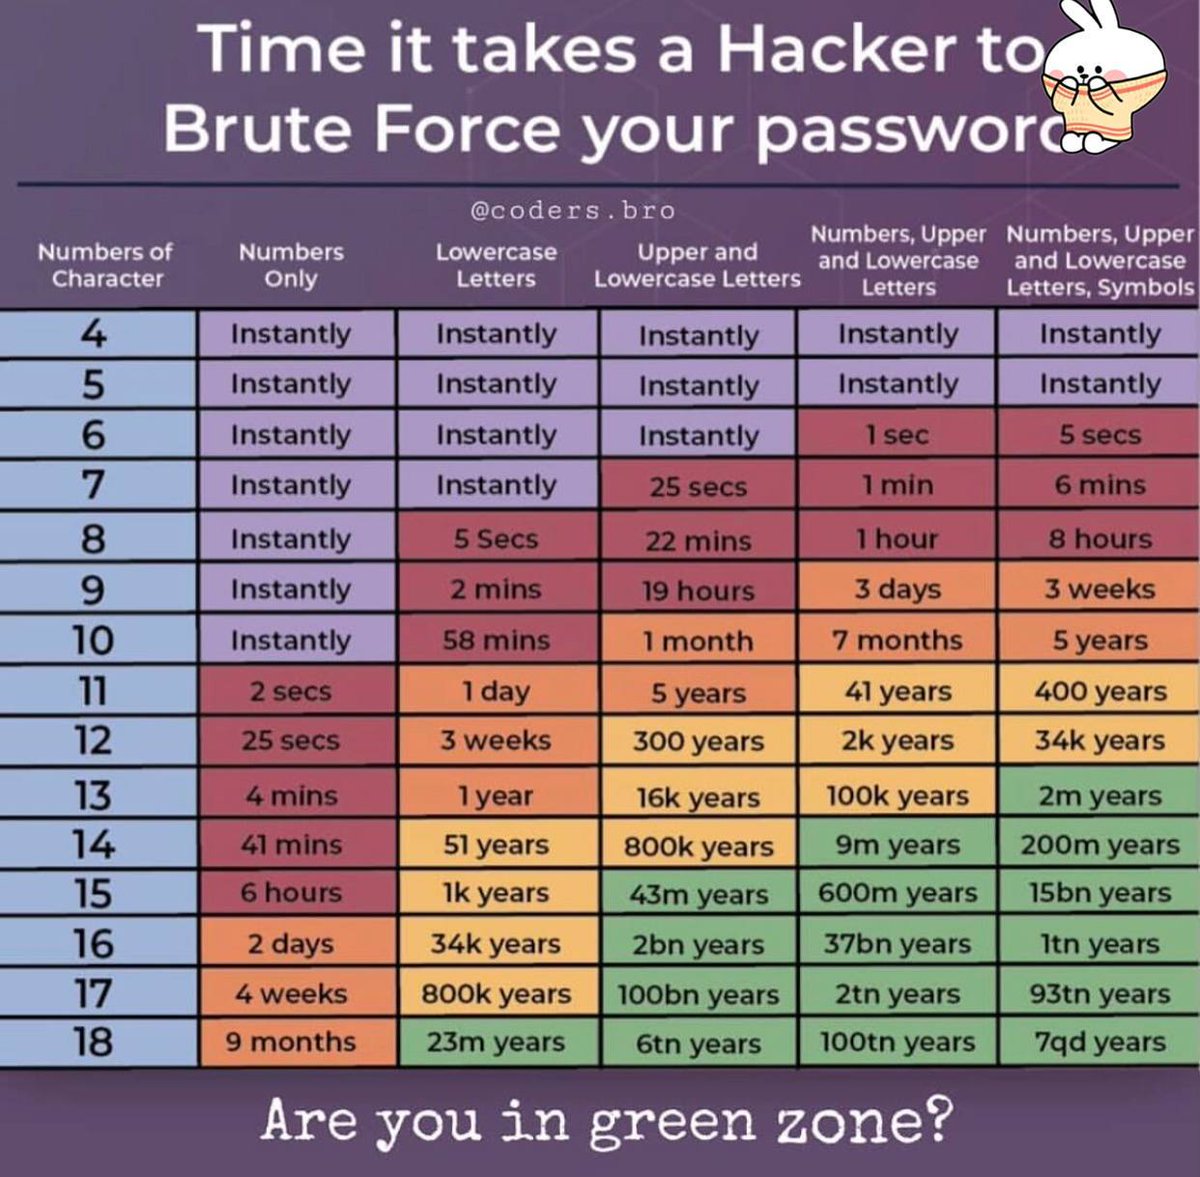 Time it takes a Hacker to
Brute Force your password
@coders.bro
Numbers of Character Numbers Only Lowercase Letters Upper and Lowercase Letters Numbers, Upper and Lowercase Letters Numbers, Upper and Lowercase Letters, Symbols
4 Instantly Instantly Instantly Instantly Instantly
5 Instantly Instantly Instantly Instantly Instantly
6 Instantly Instantly Instantly 1 sec 5 secs
7 Instantly Instantly 25 secs 1 min 6 mins
8 Instantly 5 Secs 22 mins 1 hour 8 hours
9 Instantly 2 mins 19 hours 3 days 3 weeks
10 Instantly 58 mins 1 month 7 months 5 years
11 2 secs 1 day 5 years 41 years 400 years
12 25 secs 3 weeks 300 years 2k years 34k years
13 4 mins 1 year 16k years 100k years 2m years
14 41 mins 51 years 800k years 9m years 200m years
15 6 hours 1k years 43m years 600m years 15bn years
16 2 days 34k years 2bn years 37bn years 1tn years
17 4 weeks 800k years 100bn years 2tn years 93tn years
18 9 months 23m years 6tn years 100tn years 7qd years
Are you in green zone?